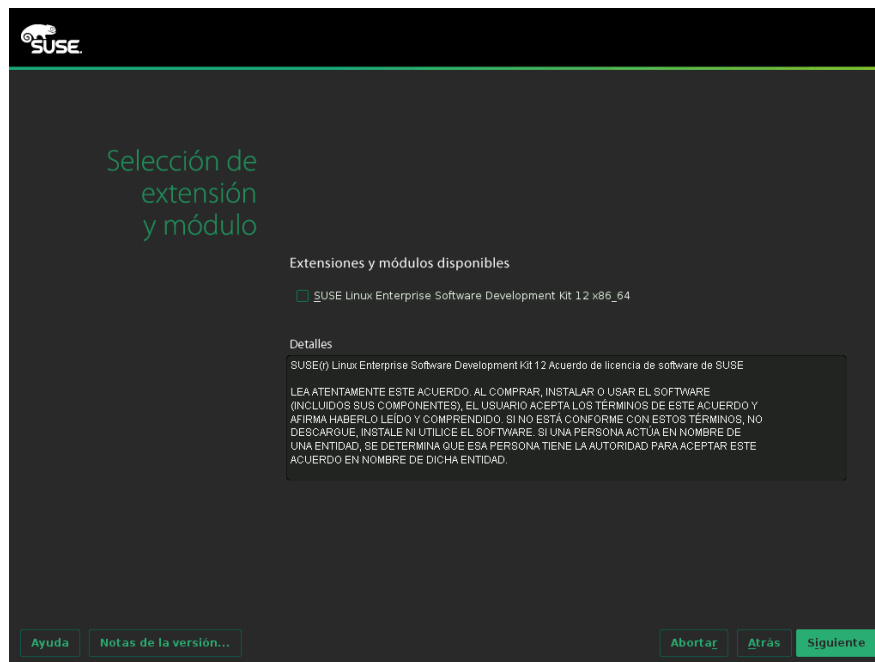 SUSE.
Selección de
extensión
y módulo
Extensiones y módulos disponibles
SUSE Linux Enterprise Software Development Kit 12 x86_64
Detalles
SUSE(r) Linux Enterprise Software Development Kit 12 Acuerdo de licencia de software de SUSE
LEA ATENTAMENTE ESTE ACUERDO. AL COMPRAR, INSTALAR O USAR EL SOFTWARE
(INCLUIDOS SUS COMPONENTES), EL USUARIO ACEPTA LOS TÉRMINOS DE ESTE ACUERDO Y
AFIRMA HABERLO LEÍDO Y COMPRENDIDO. SI NO ESTÁ CONFORME CON ESTOS TÉRMINOS, NO
DESCARGUE, INSTALE NI UTILICE EL SOFTWARE. SI UNA PERSONA ACTÚA EN NOMBRE DE
UNA ENTIDAD, SE DETERMINA QUE ESA PERSONA TIENE LA AUTORIDAD PARA ACEPTAR ESTE
ACUERDO EN NOMBRE DE DICHA ENTIDAD.
Ayuda
Notas de la versión...
Abortar
Atrás
Siguiente